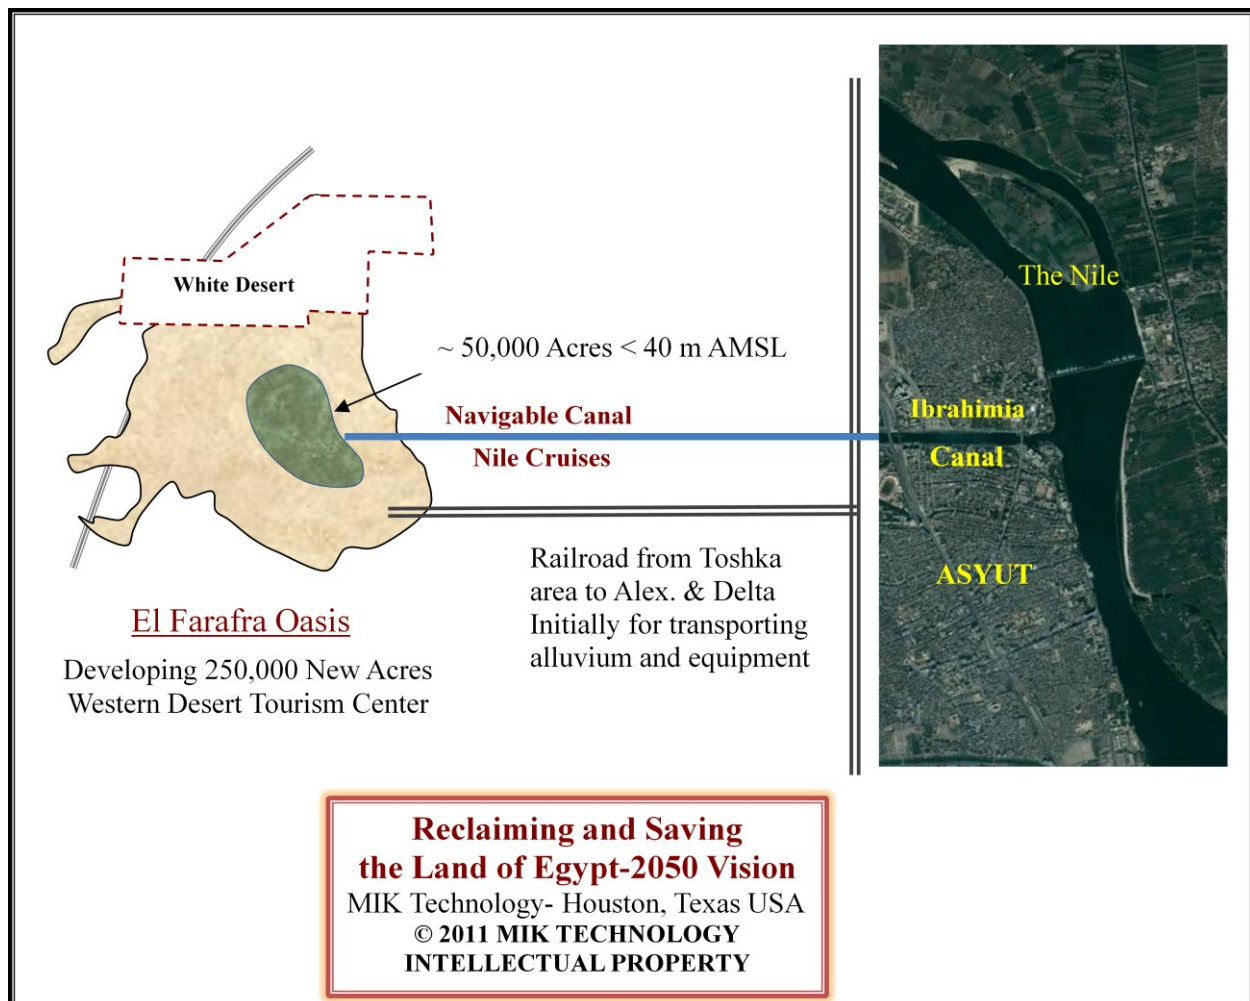 White Desert
~ 50,000 Acres < 40 m AMSL
Navigable Canal
Nile Cruises
The Nile
Ibrahimia
Canal
ASYUT
Railroad from Toshka
area to Alex. & Delta
Initially for transporting
alluvium and equipment
El Farafra Oasis
Developing 250,000 New Acres
Western Desert Tourism Center
Reclaiming and Saving
the Land of Egypt-2050 Vision
MIK Technology- Houston, Texas USA
© 2011 MIK TECHNOLOGY
INTELLECTUAL PROPERTY